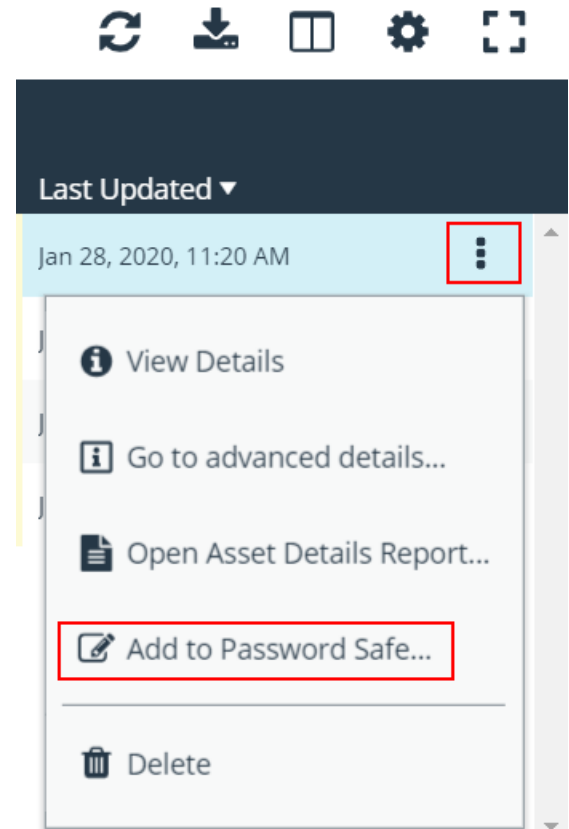 Last Updated
Jan 28, 2020, 11:20 AM
View Details
Go to advanced details...
Open Asset Details Report...
Add to Password Safe...
Delete